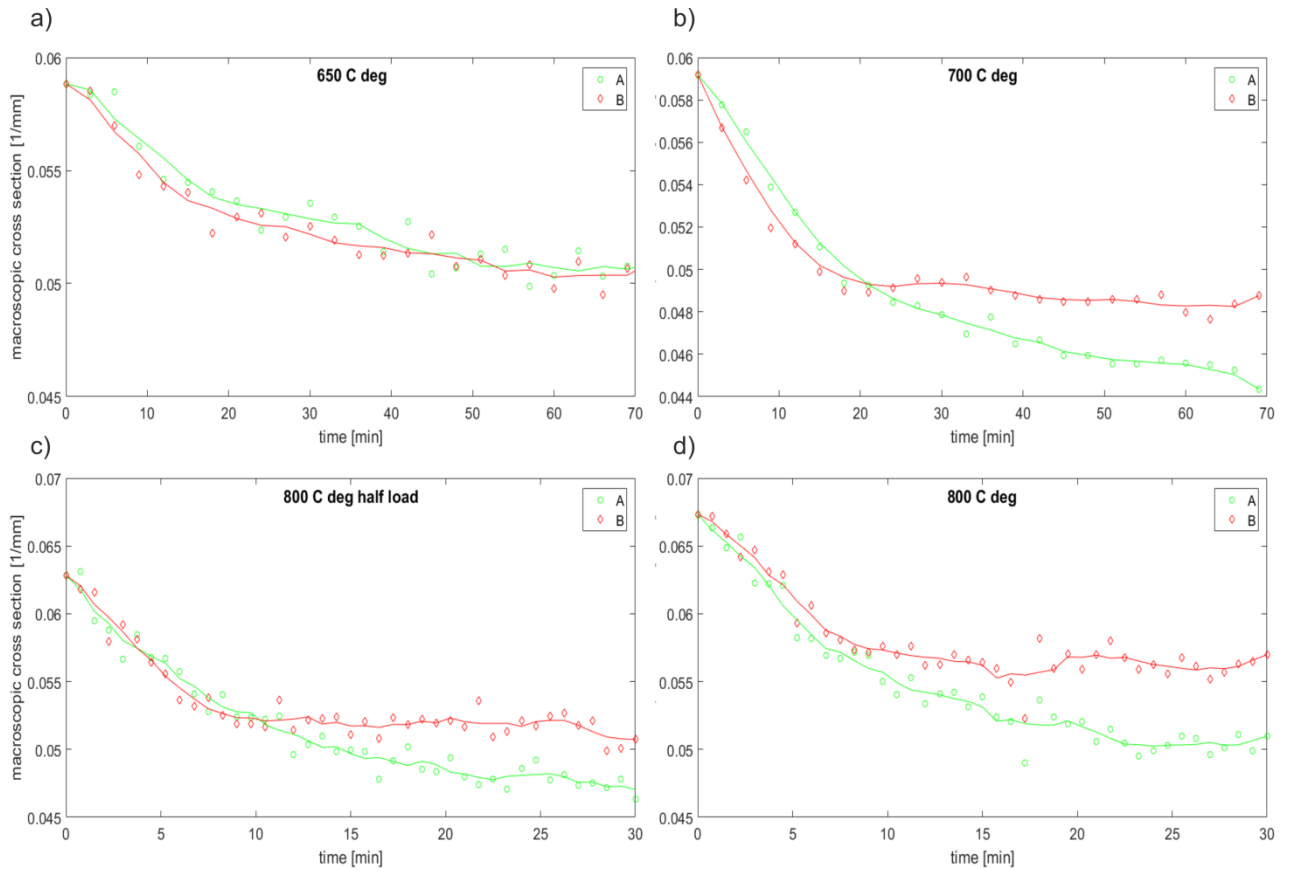 a)
650 C deg
A
B
0.06
0.055
0.05
0.045
macroscopic cross section [1/mm]
0 10 20 30 40 50 60 70
time [min]
b)
700 C deg
A
B
0.06
0.058
0.056
0.054
0.052
0.05
0.048
0.046
0.044
0 10 20 30 40 50 60 70
time [min]
c)
800 C deg half load
A
B
0.07
0.065
0.06
0.055
0.05
0.045
macroscopic cross section [1/mm]
0 5 10 15 20 25 30
time [min]
d)
800 C deg
A
B
0.07
0.065
0.06
0.055
0.05
0.045
0 5 10 15 20 25 30
time [min]